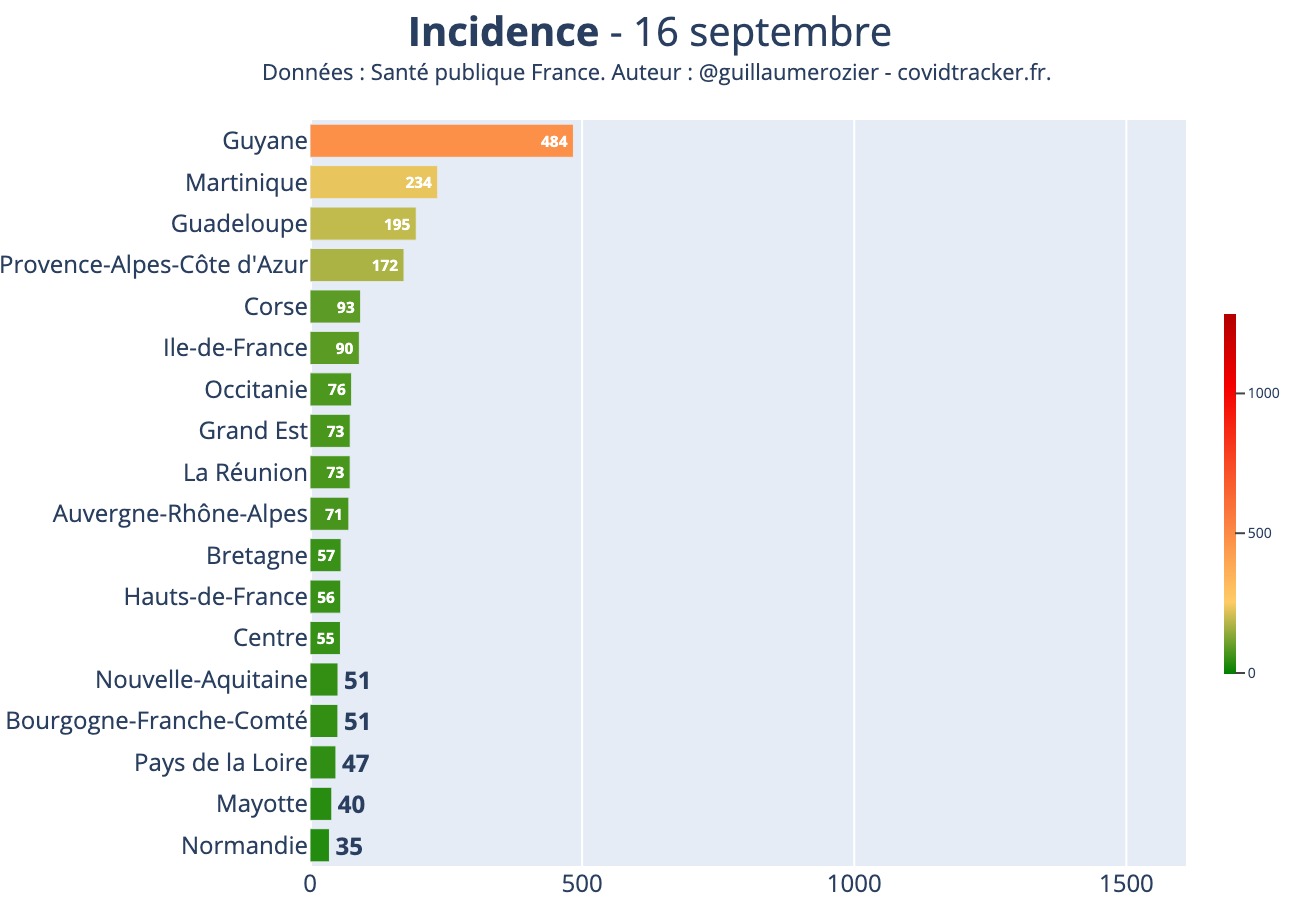 Incidence - 16 septembre
Données : Santé publique France. Auteur : @guillaumerozier - covidtracker.fr.
Guyane 484
Martinique 234
Guadeloupe 195
Provence-Alpes-Côte d'Azur 172
Corse 93
Ile-de-France 90
Occitanie 76
Grand Est 73
La Réunion 73
Auvergne-Rhône-Alpes 71
Bretagne 57
Hauts-de-France 56
Centre 55
Nouvelle-Aquitaine 51
Bourgogne-Franche-Comté 51
Pays de la Loire 47
Mayotte 40
Normandie 35
0 500 1000 1500
1000
500
0